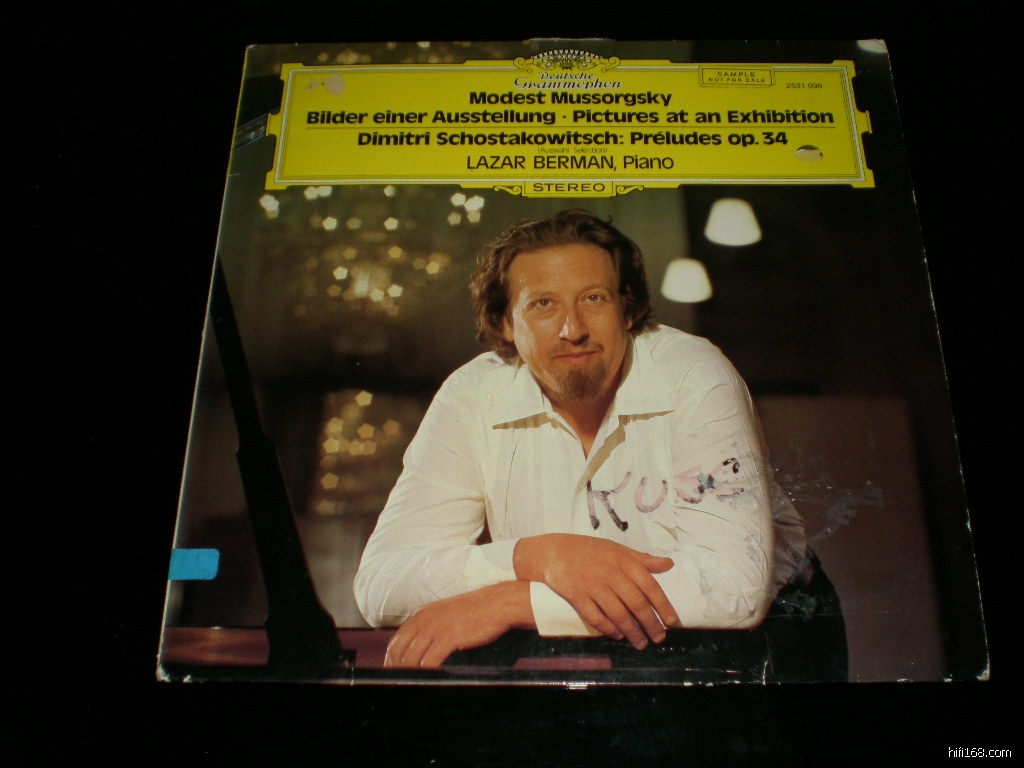 Deutsche
Grammophon
SAMPLE
NOT FOR SALE
2531 096
Modest Mussorgsky
Bilder einer Ausstellung · Pictures at an Exhibition
Dimitri Schostakowitsch: Préludes op. 34
(Auswahl · Selection)
LAZAR BERMAN, Piano
STEREO
hifi168.com